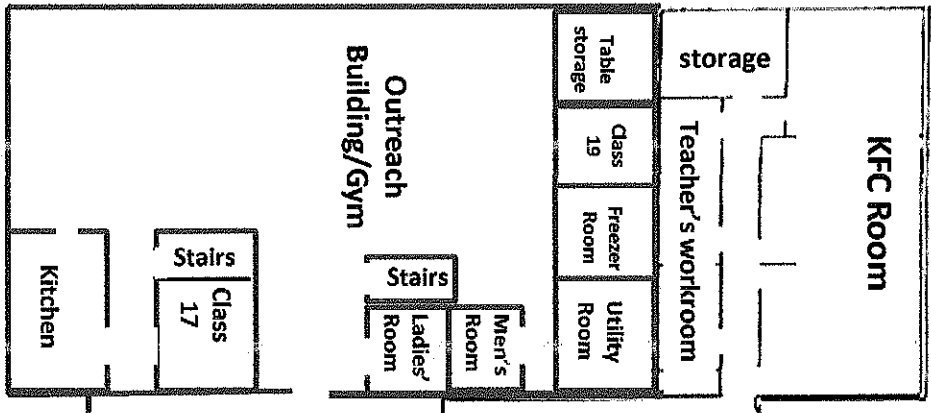 Outreach
Building/Gym
Table
storage
Class
19
Freezer
Room
Utility
Room
storage
Teacher's workroom
KFC Room
Kitchen
Stairs
Class
17
Stairs
Ladies'
Room
Men's
Room